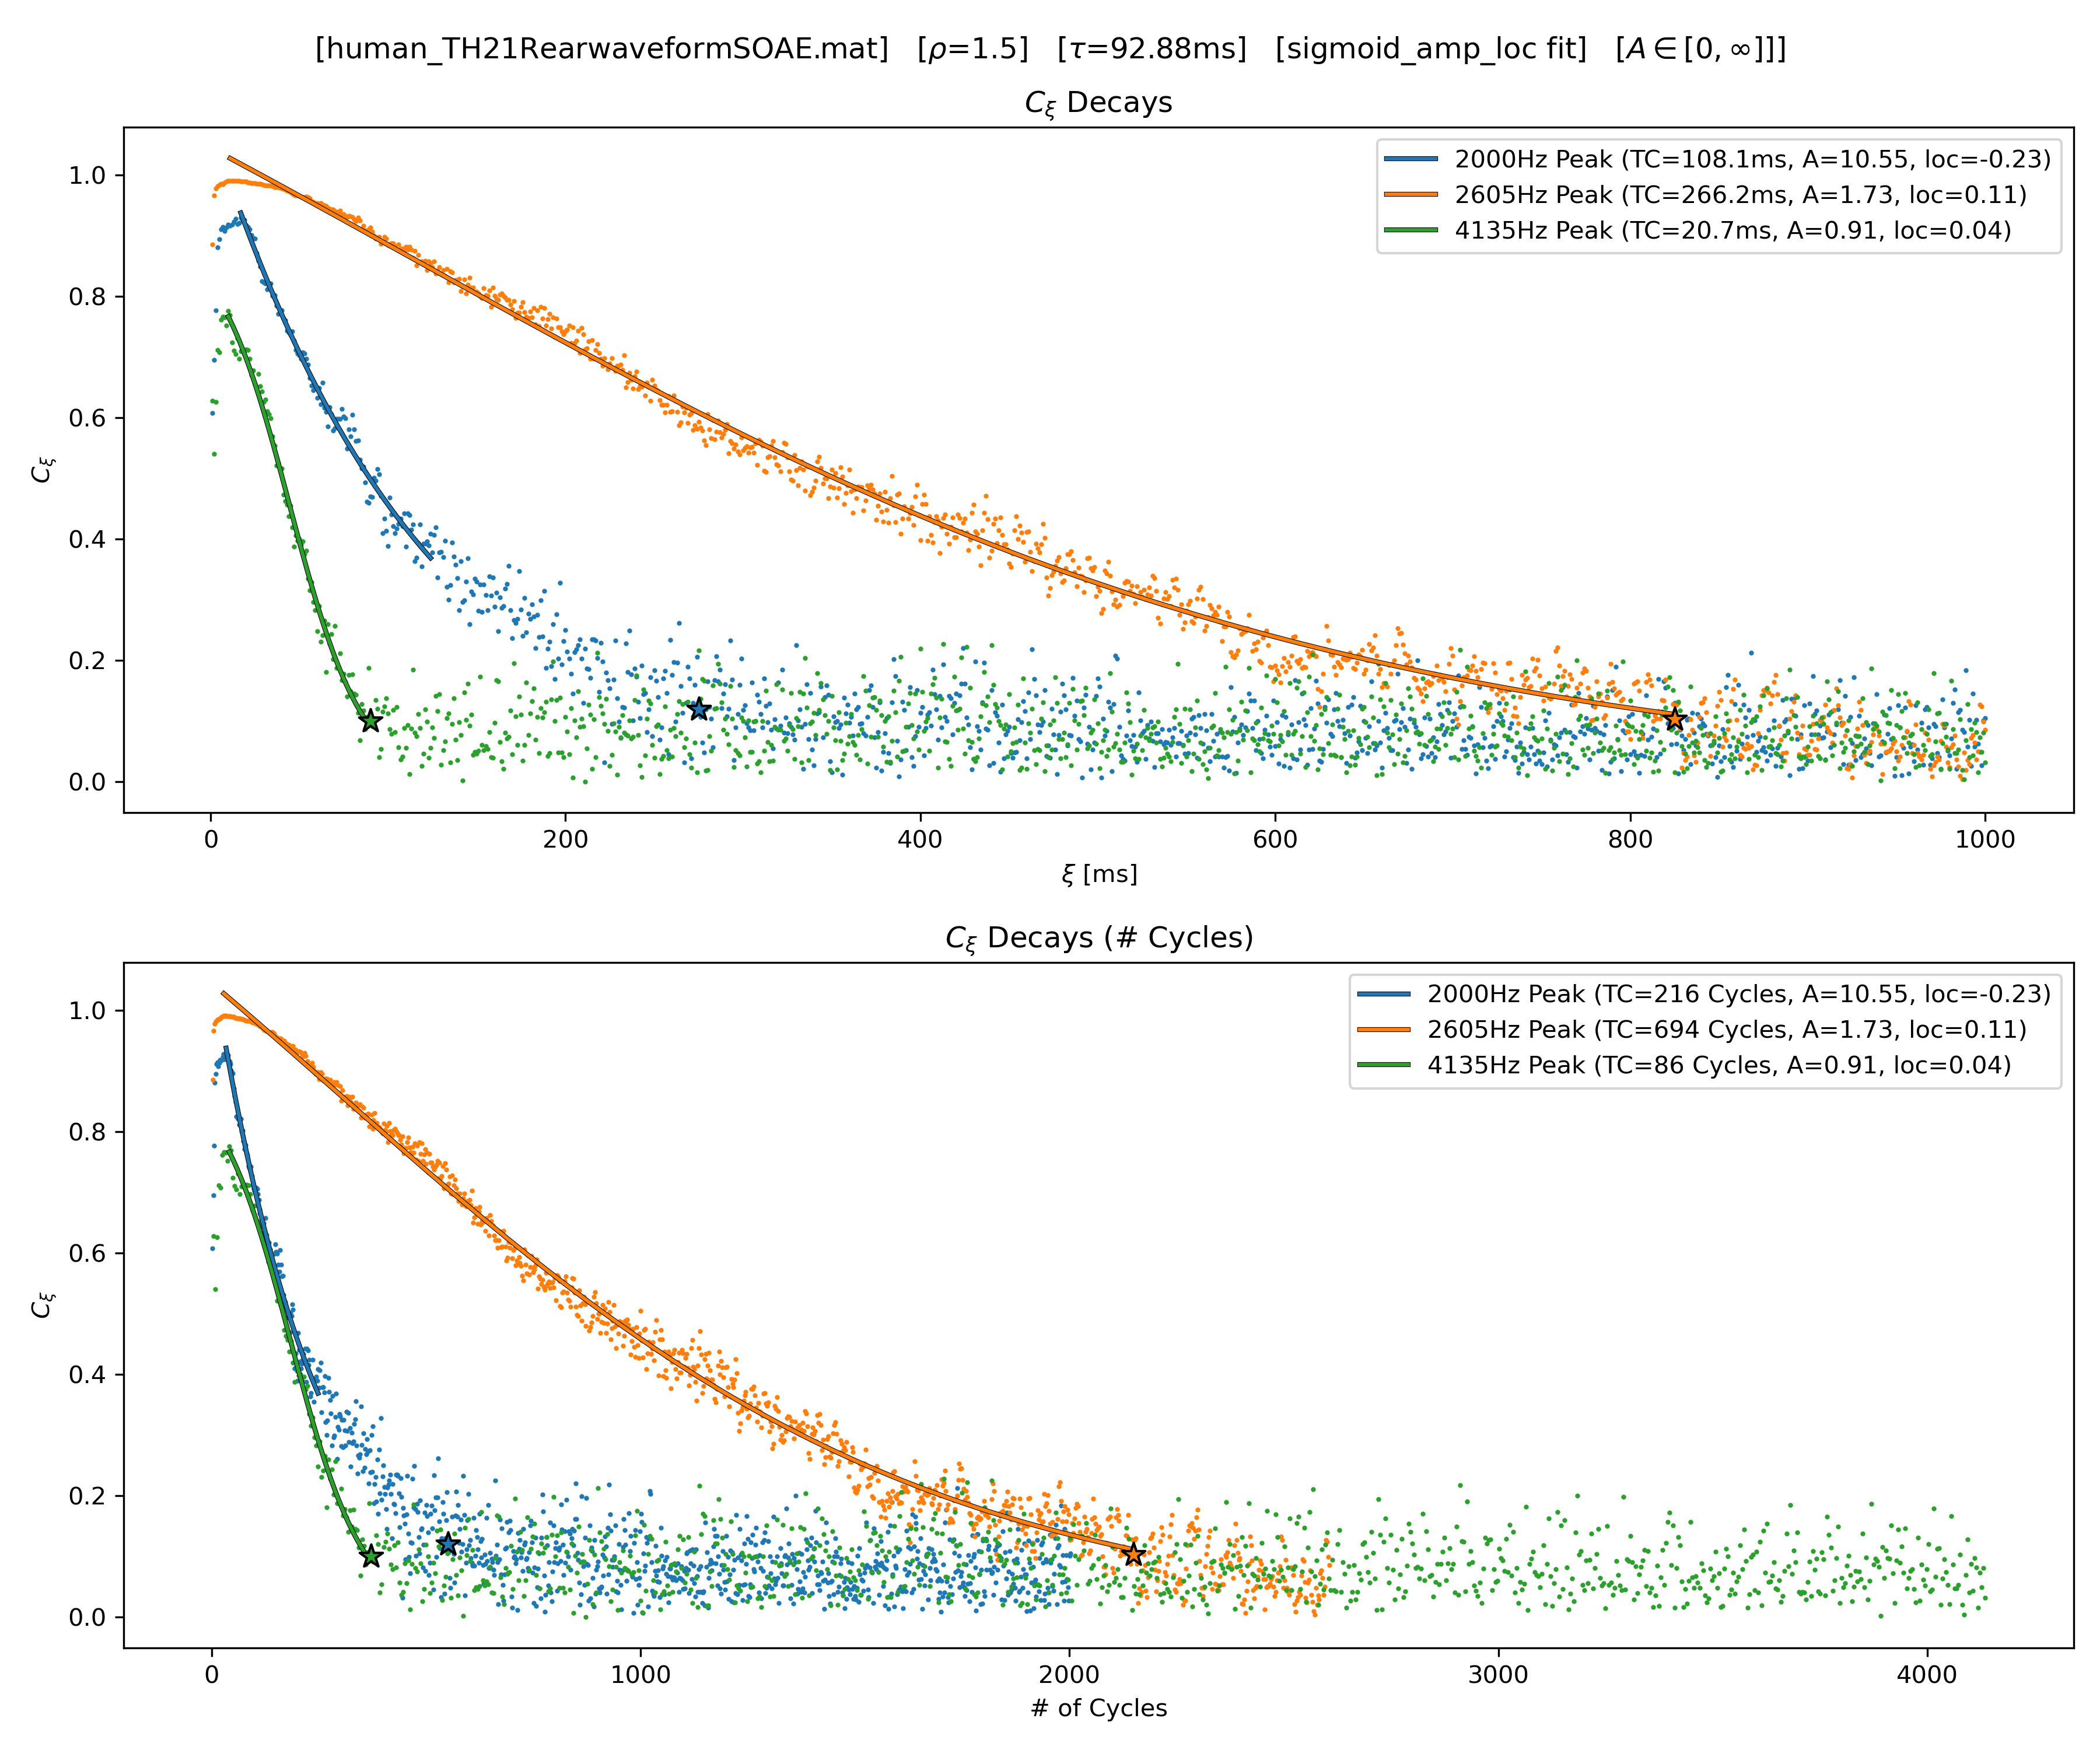 [human_TH21RearwaveformSOAE.mat] [ρ=1.5] [τ=92.88ms] [sigmoid_amp_loc fit] [A ∈ [0, ∞]]]
C_ξ Decays
2000Hz Peak (TC=108.1ms, A=10.55, loc=-0.23)
2605Hz Peak (TC=266.2ms, A=1.73, loc=0.11)
4135Hz Peak (TC=20.7ms, A=0.91, loc=0.04)
C_ξ
1.0
0.8
0.6
0.4
0.2
0.0
0 200 400 600 800 1000
ξ [ms]
C_ξ Decays (# Cycles)
2000Hz Peak (TC=216 Cycles, A=10.55, loc=-0.23)
2605Hz Peak (TC=694 Cycles, A=1.73, loc=0.11)
4135Hz Peak (TC=86 Cycles, A=0.91, loc=0.04)
C_ξ
1.0
0.8
0.6
0.4
0.2
0.0
0 1000 2000 3000 4000
# of Cycles